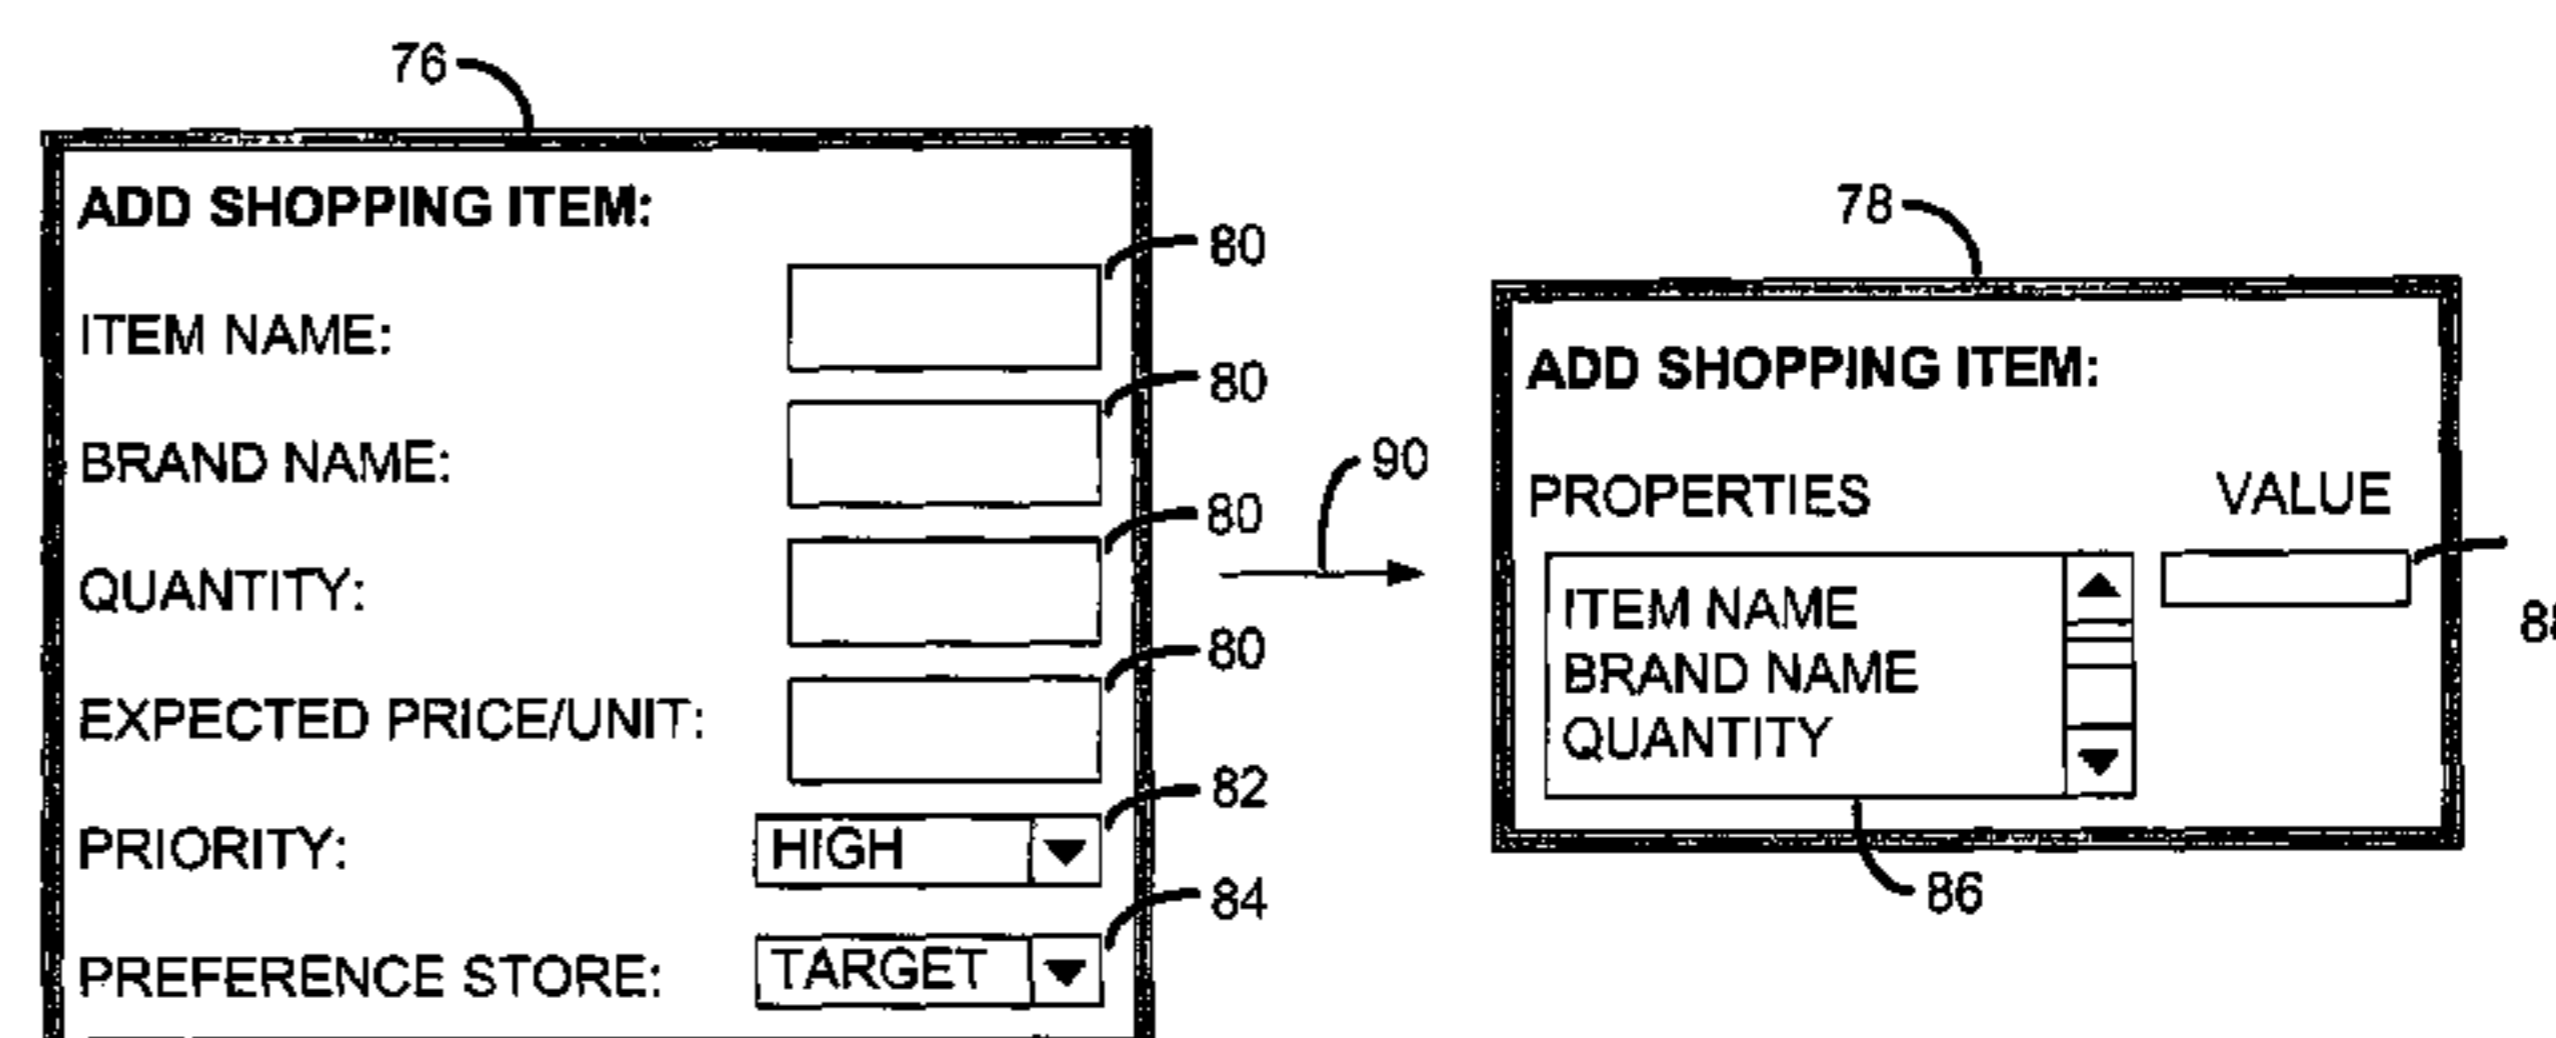 76
ADD SHOPPING ITEM:
80
ITEM NAME:
80
BRAND NAME:
80
QUANTITY:
80
EXPECTED PRICE/UNIT:
82
PRIORITY: HIGH
84
PREFERENCE STORE: TARGET
90
78
ADD SHOPPING ITEM:
PROPERTIES VALUE
ITEM NAME
BRAND NAME
QUANTITY
86